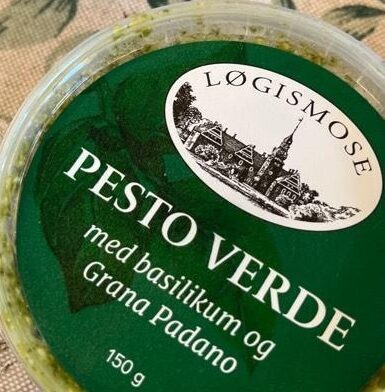 LØGISMOSE
PESTO VERDE
med basilikum og
Grana Padano
150 g